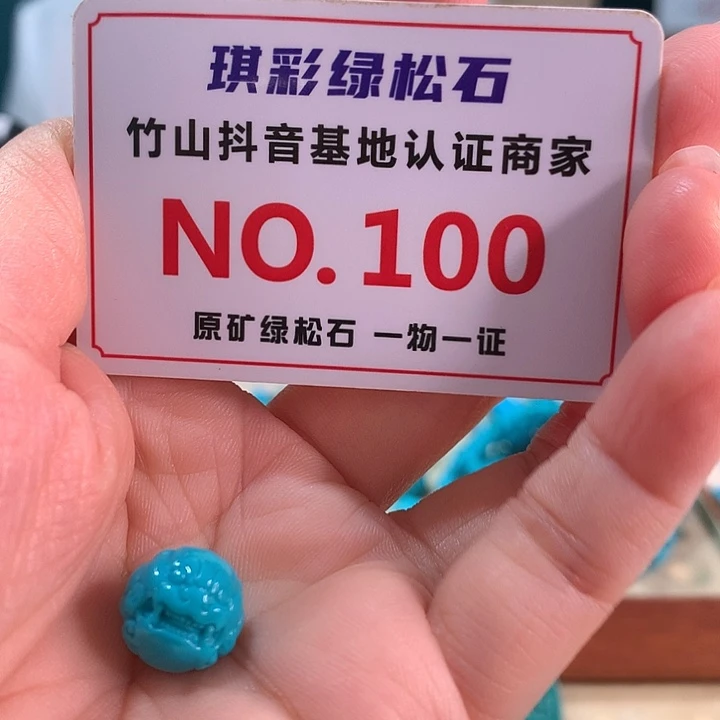 琪彩绿松石
竹山抖音基地认证商家
NO.100
原矿绿松石 一物一证